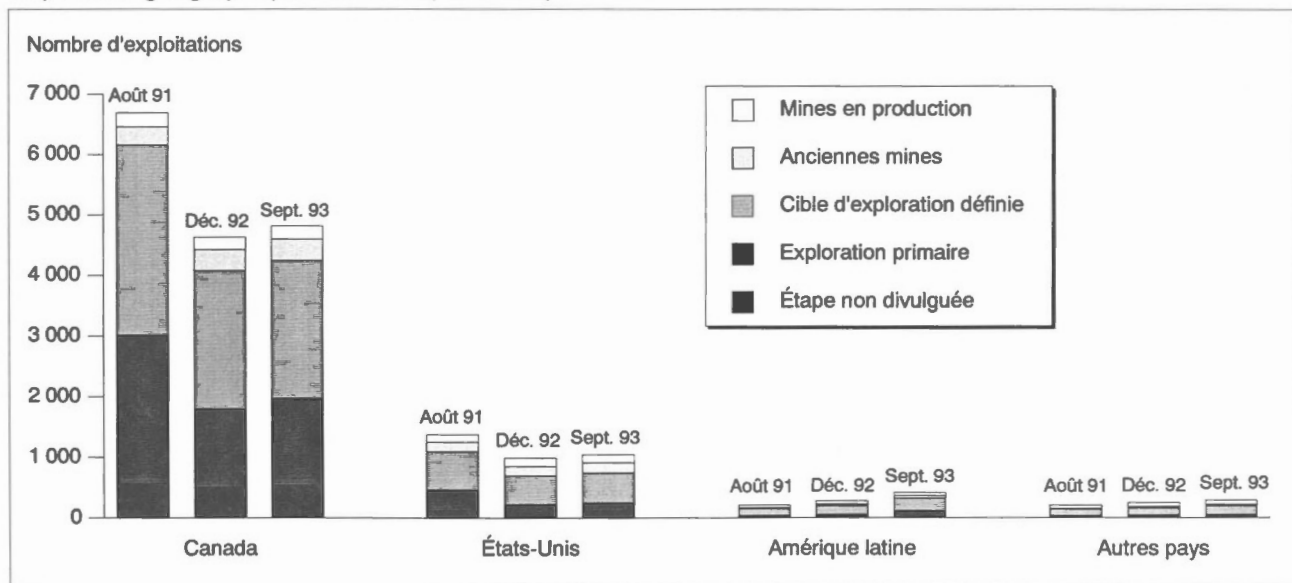 Nombre d'exploitations
7 000
6 000
5 000
4 000
3 000
2 000
1 000
0
Août 91
Déc. 92
Sept. 93
Canada
Août 91
Déc. 92
Sept. 93
États-Unis
Août 91
Déc. 92
Sept. 93
Amérique latine
Août 91
Déc. 92
Sept. 93
Autres pays
Mines en production
Anciennes mines
Cible d'exploration définie
Exploration primaire
Étape non divulguée